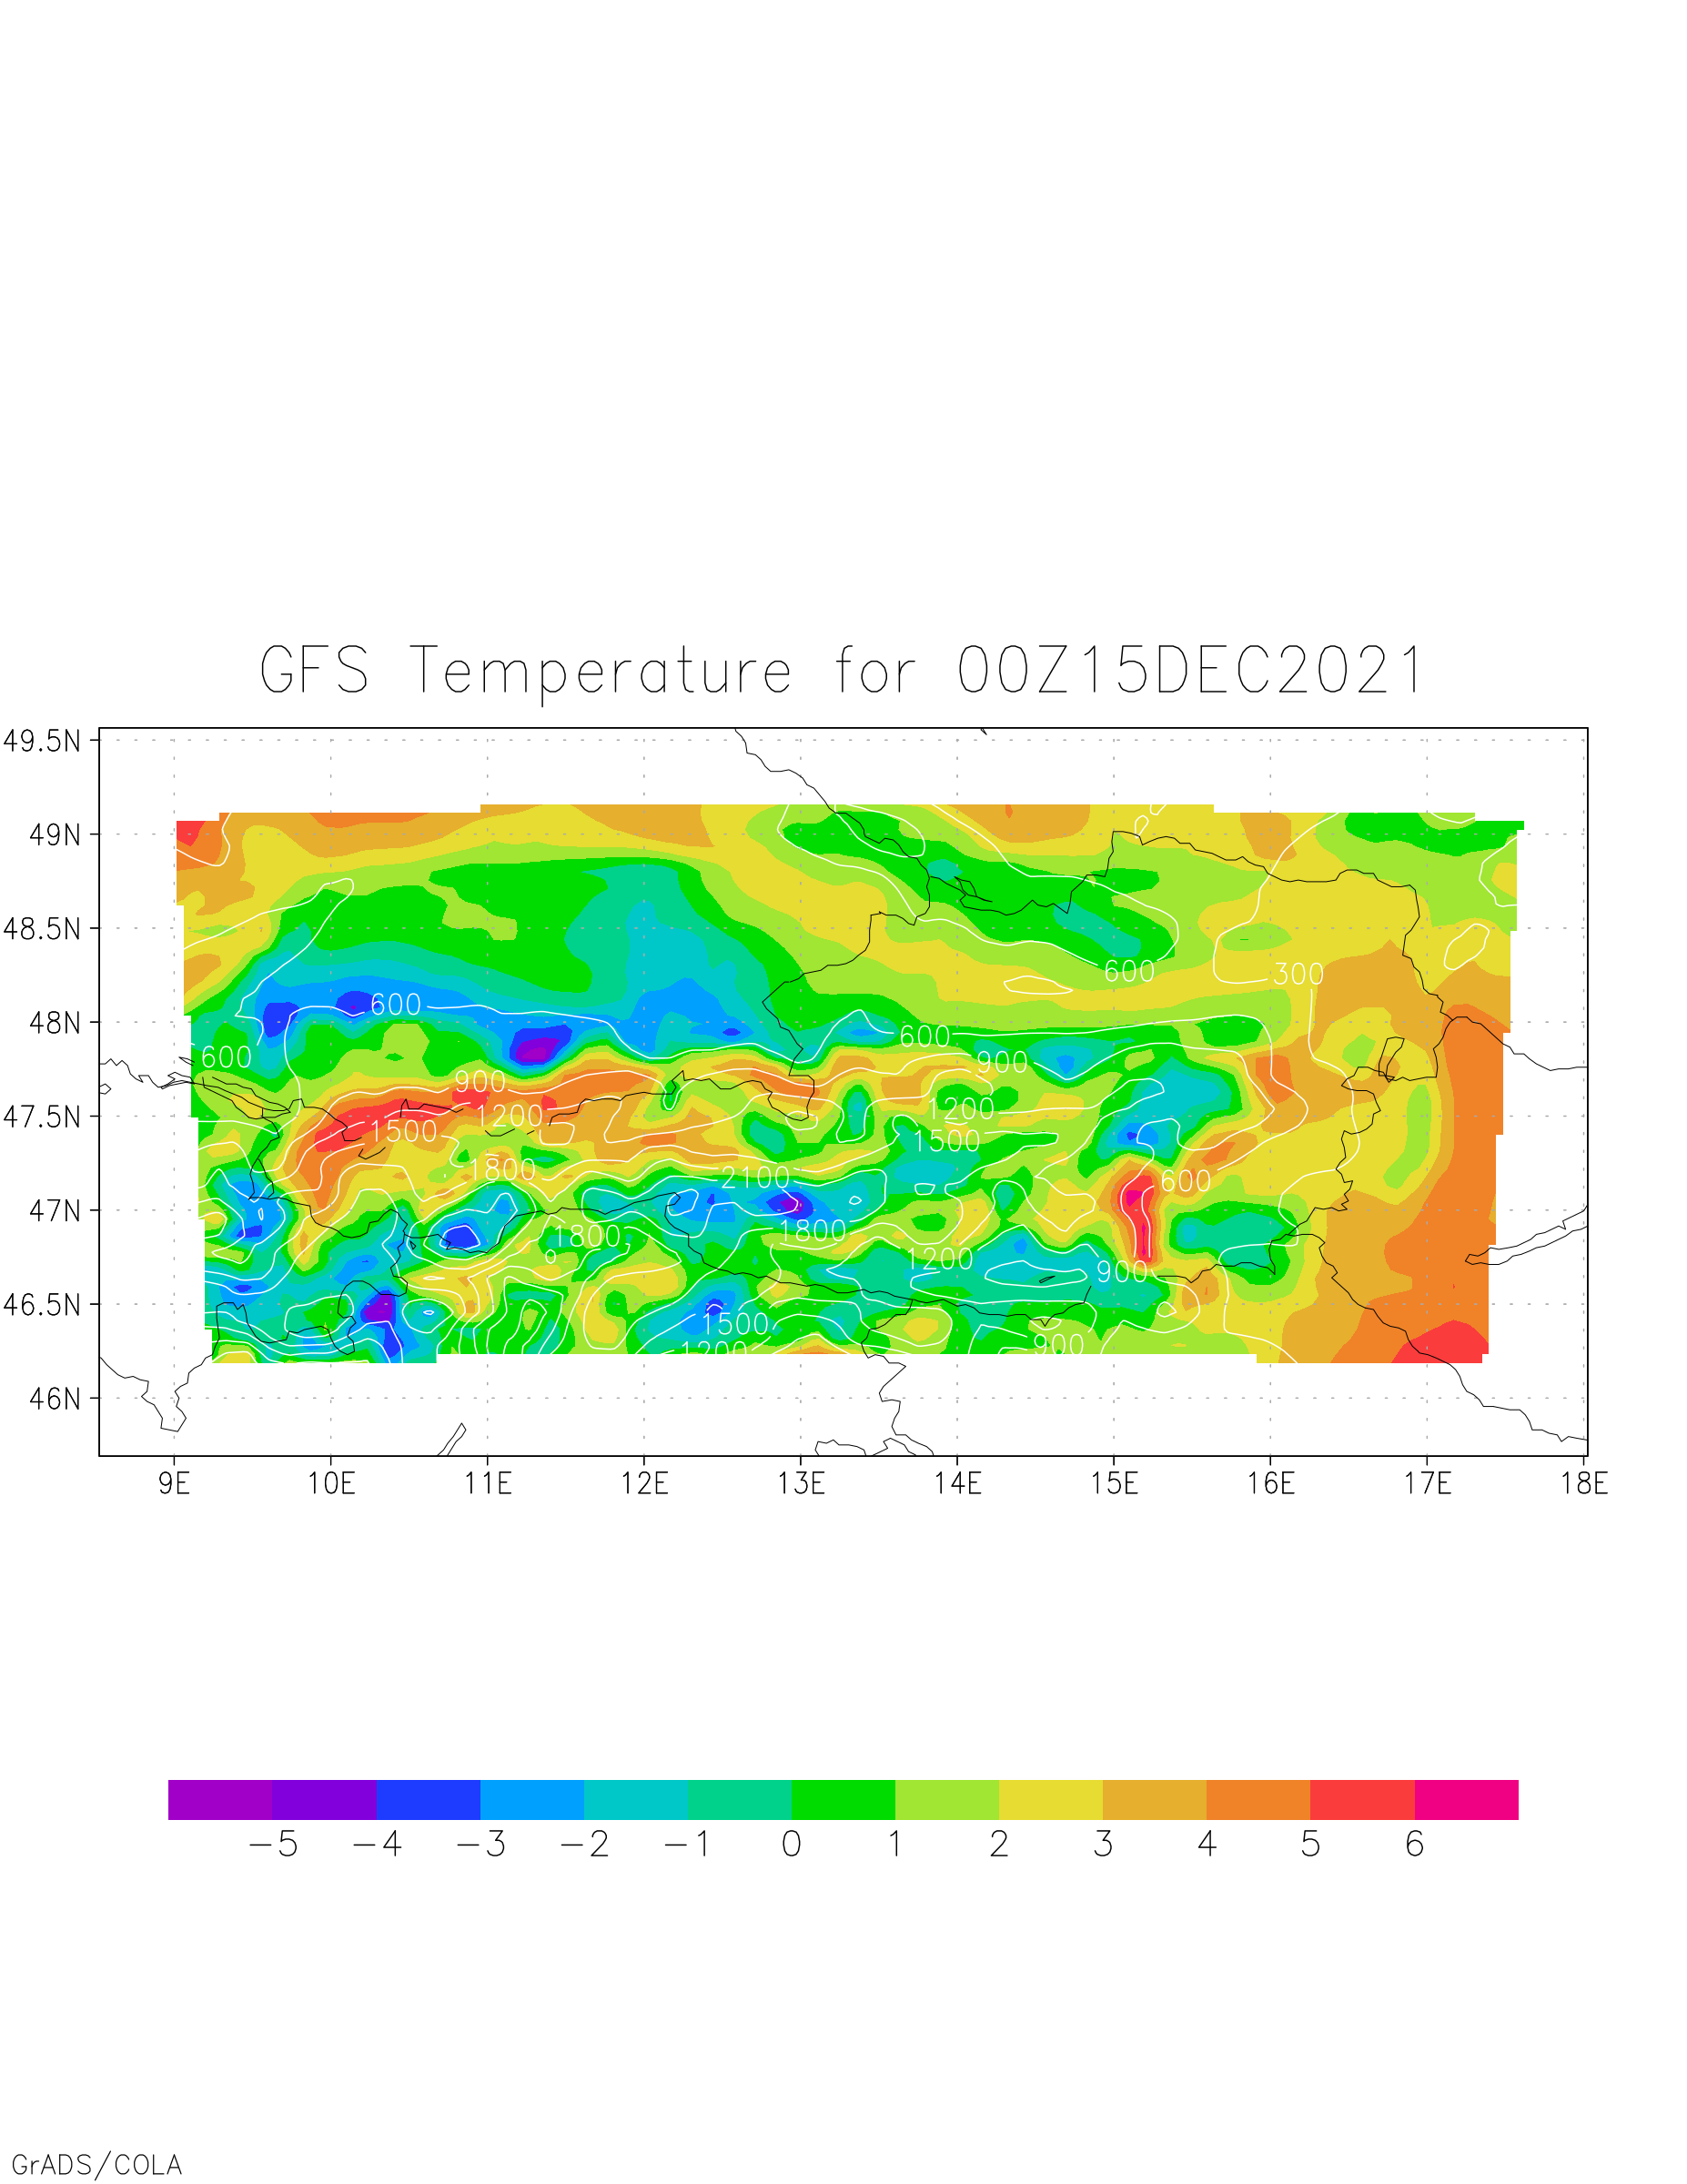 GFS Temperature for 00Z15DEC2021
49.5N
49N
48.5N
48N
47.5N
47N
46.5N
46N
9E 10E 11E 12E 13E 14E 15E 16E 17E 18E
600 300
600 600
600 900
900 1200 1200
1500 1500
1800 2100 600
1800 1800 1200
900
1500 900
1200
-5 -4 -3 -2 -1 0 1 2 3 4 5 6
GrADS/COLA